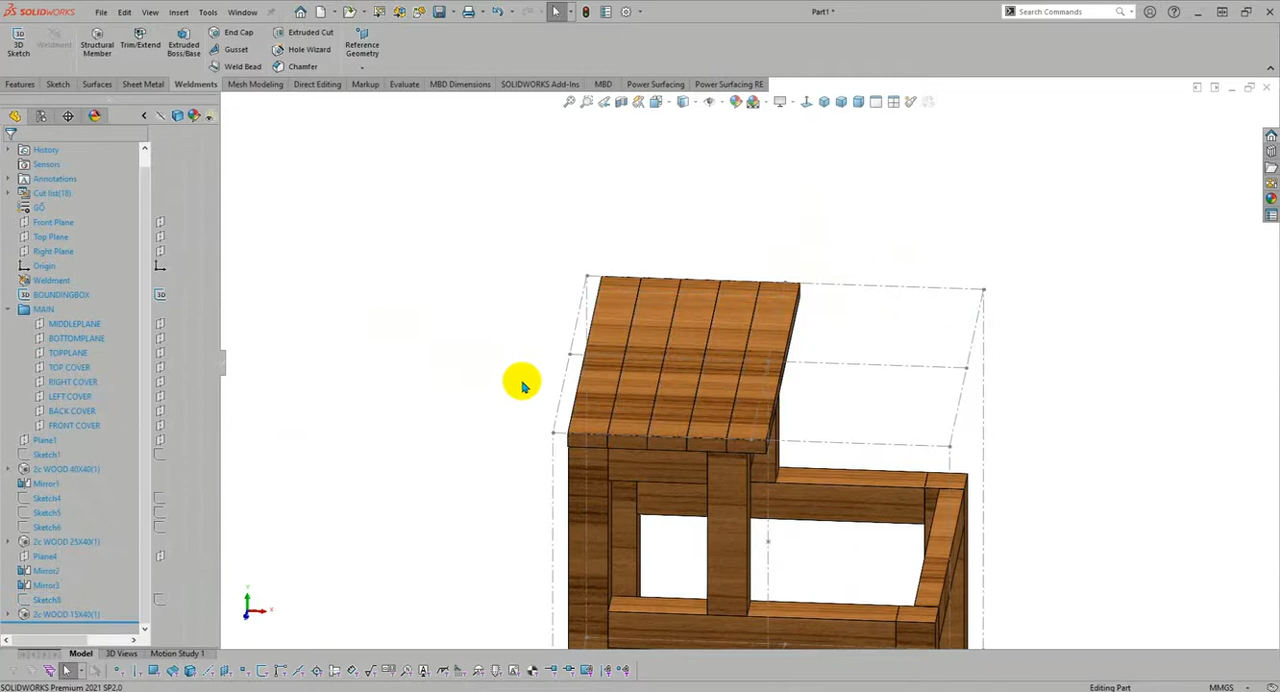 SOLIDWORKS File Edit View Insert Tools Window Part1 * Search Commands
3D Sketch Weldment Structural Member Trim/Extend Extruded Boss/Base End Cap Gusset Weld Bead Extruded Cut Hole Wizard Chamfer Reference Geometry
Features Sketch Surfaces Sheet Metal Weldments Mesh Modeling Direct Editing Markup Evaluate MBD Dimensions SOLIDWORKS Add-Ins MBD Power Surfacing Power Surfacing RE
History
Sensors
Annotations
Cut list(18)
GỖ
Front Plane
Top Plane
Right Plane
Origin
Weldment
BOUNDINGBOX
MAIN
MIDDLEPLANE
BOTTOMPLANE
TOPPLANE
TOP COVER
RIGHT COVER
LEFT COVER
BACK COVER
FRONT COVER
Plane1
Sketch1
2c WOOD 40X40(1)
Mirror1
Sketch4
Sketch5
Sketch6
2c WOOD 25X40(1)
Plane4
Mirror2
Mirror3
Sketch8
2c WOOD 15X40(1)
Model 3D Views Motion Study 1
SOLIDWORKS Premium 2021 SP2.0 Editing Part MMGS